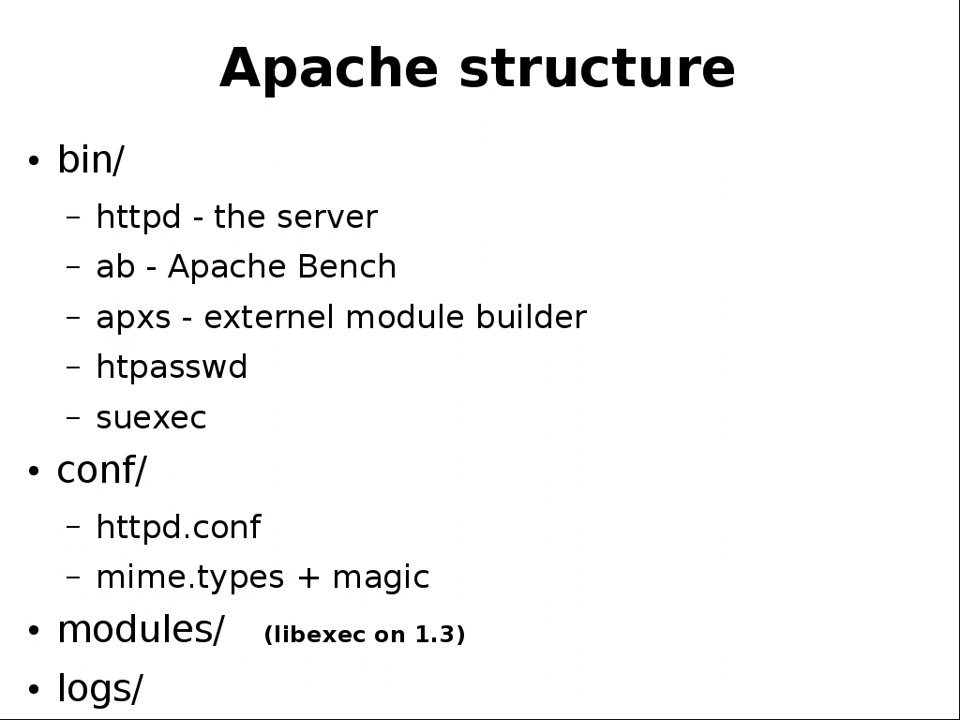 Apache structure
• bin/
– httpd - the server
– ab - Apache Bench
– apxs - externel module builder
– htpasswd
– suexec
• conf/
– httpd.conf
– mime.types + magic
• modules/ (libexec on 1.3)
• logs/